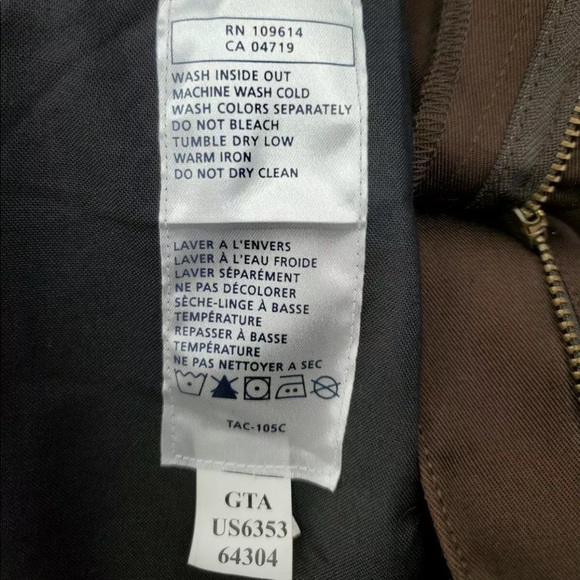 RN 109614
CA 04719
WASH INSIDE OUT
MACHINE WASH COLD
WASH COLORS SEPARATELY
DO NOT BLEACH
TUMBLE DRY LOW
WARM IRON
DO NOT DRY CLEAN
LAVER A L'ENVERS
LAVER À L'EAU FROIDE
LAVER SÉPARÉMENT
NE PAS DÉCOLORER
SÈCHE-LINGE À BASSE
TEMPÉRATURE
REPASSER À BASSE
TEMPÉRATURE
NE PAS NETTOYER A SEC
TAC-105C
GTA
US6353
64304